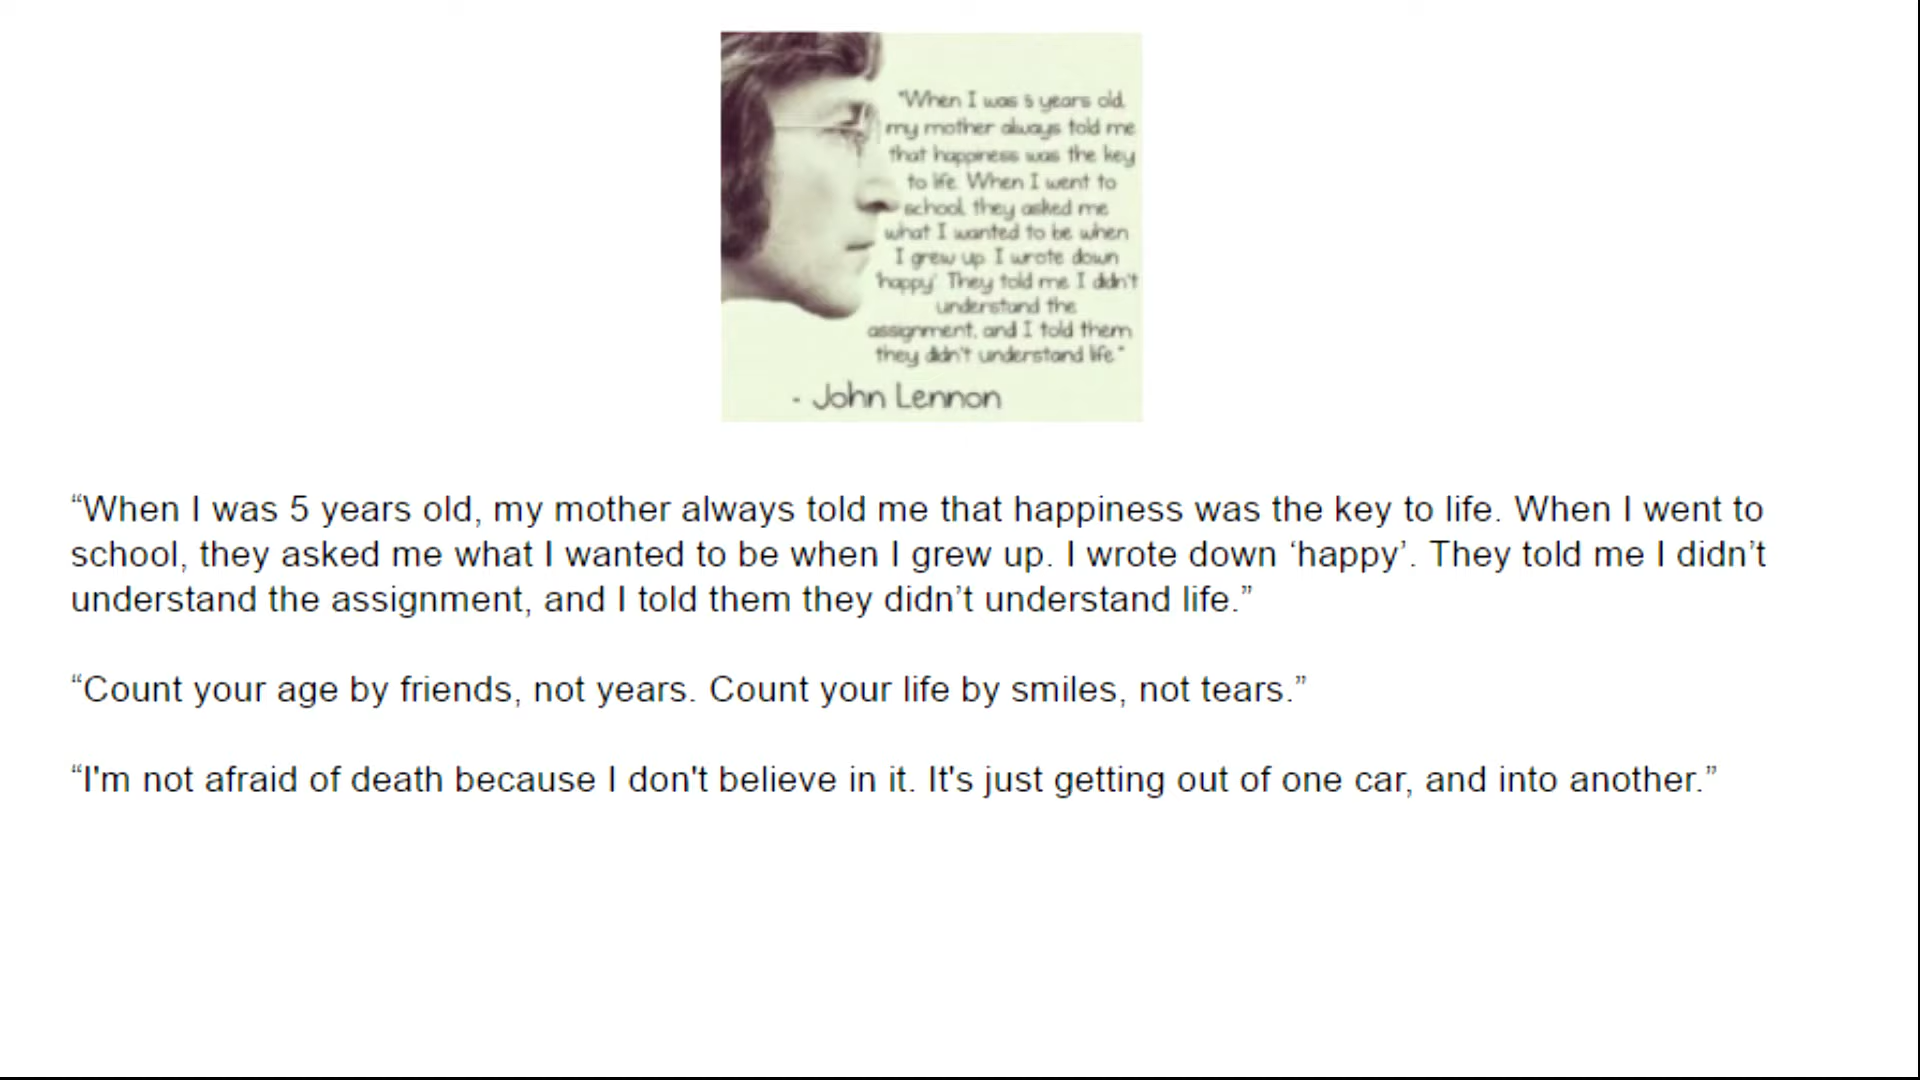 "When I was 5 years old,
my mother always told me
that happiness was the key
to life. When I went to
school, they asked me
what I wanted to be when
I grew up. I wrote down
'happy'. They told me I didn't
understand the
assignment, and I told them
they didn't understand life."
- John Lennon
“When I was 5 years old, my mother always told me that happiness was the key to life. When I went to
school, they asked me what I wanted to be when I grew up. I wrote down ‘happy’. They told me I didn’t
understand the assignment, and I told them they didn’t understand life.”
“Count your age by friends, not years. Count your life by smiles, not tears.”
“I'm not afraid of death because I don't believe in it. It's just getting out of one car, and into another.”